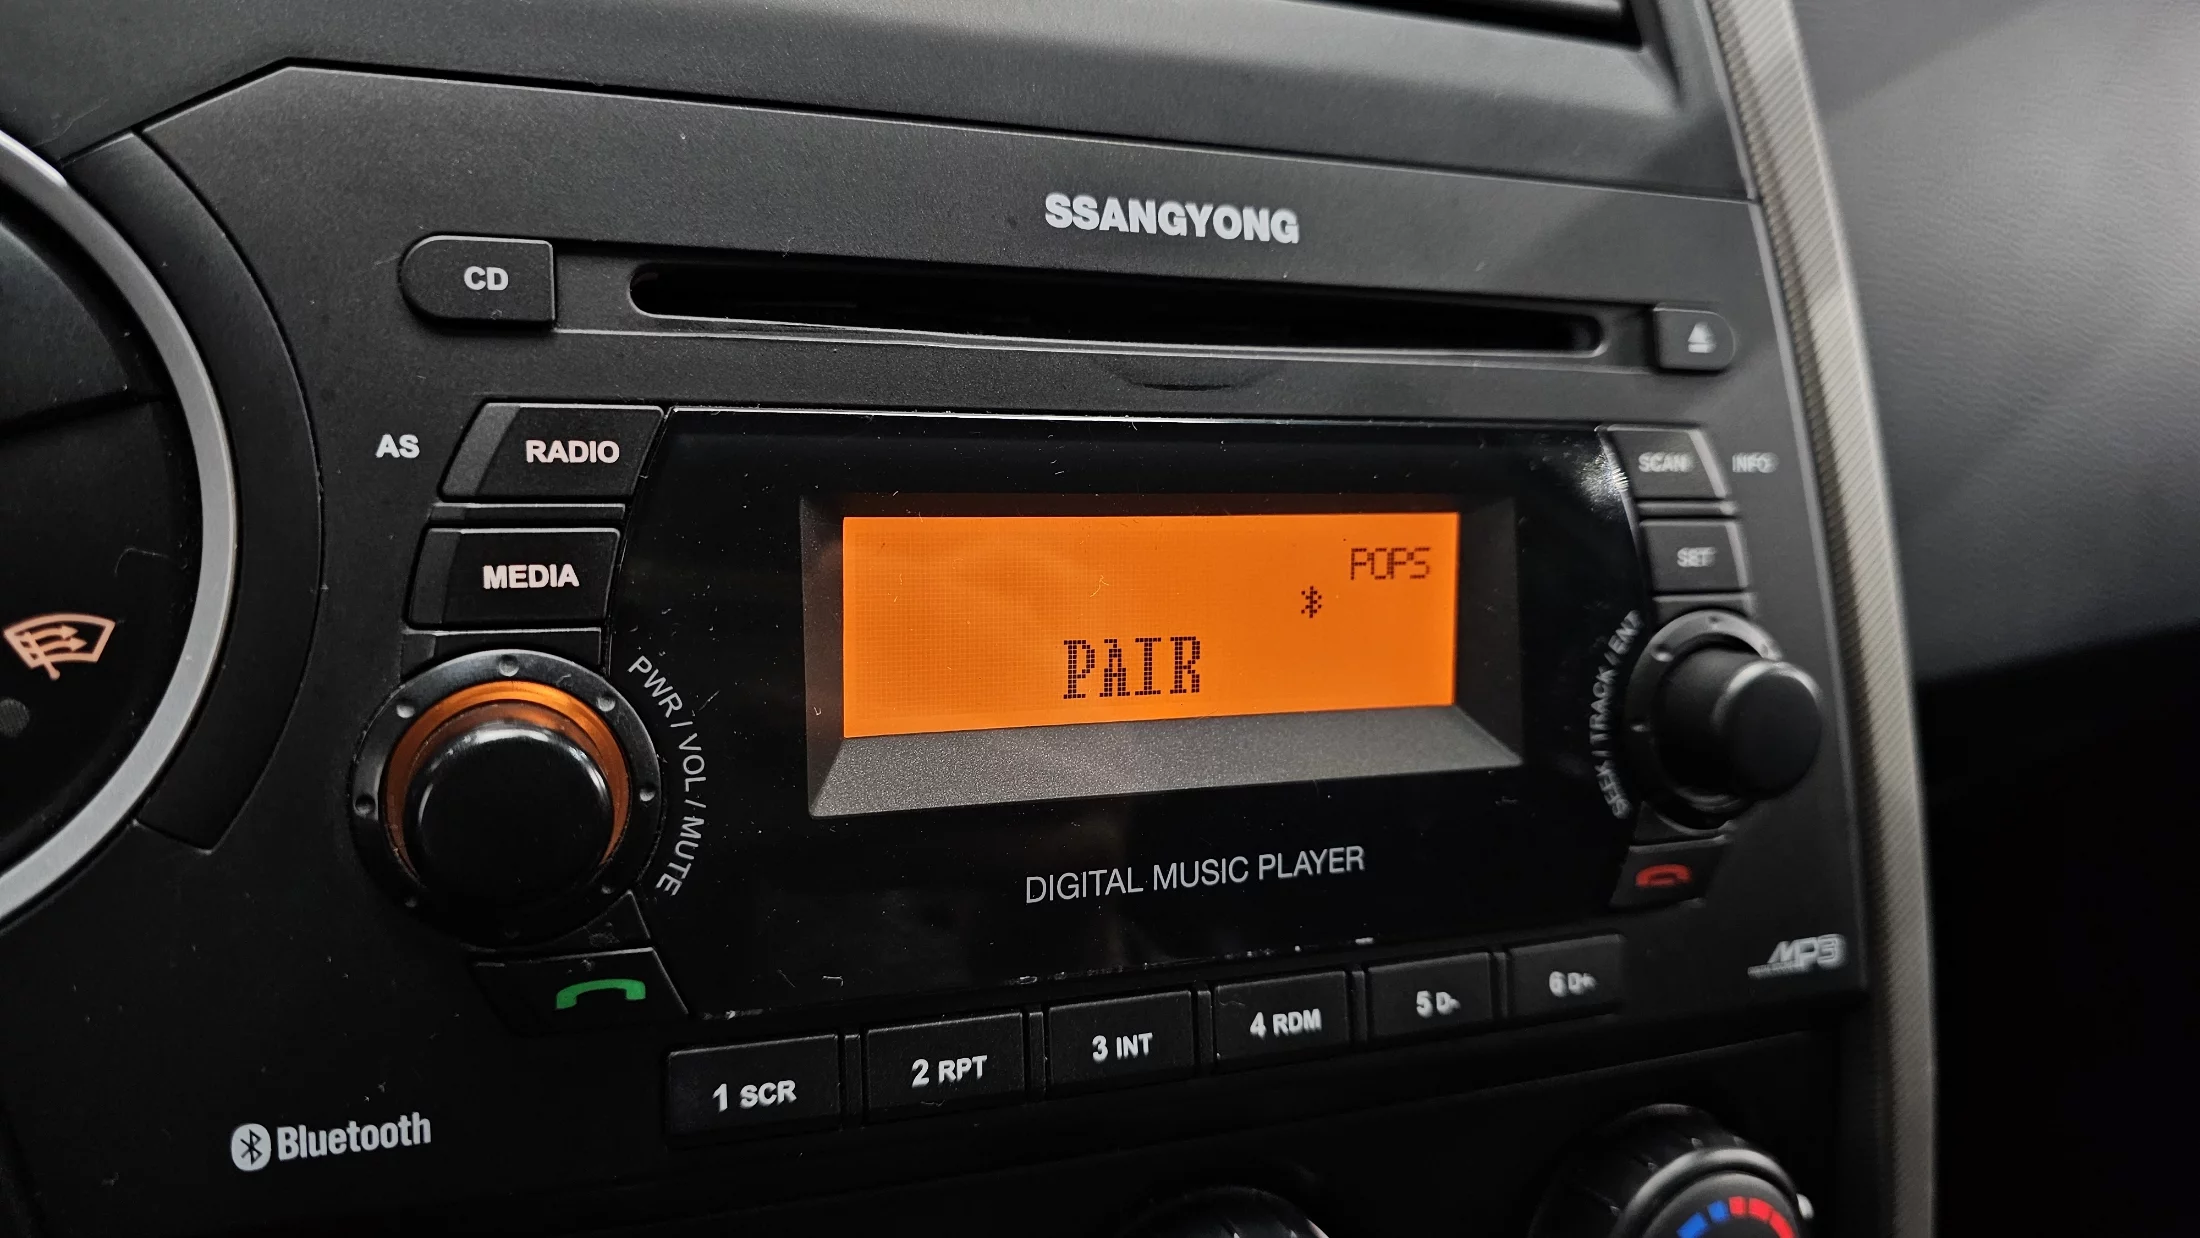 SSANGYONG
CD
AS
RADIO
SCAN
INFO
POPS
MEDIA
SET
PAIR
PWR / VOL / MUTE
SEEK / TRACK / ENT
DIGITAL MUSIC PLAYER
MP3
1 SCR
2 RPT
3 INT
4 RDM
5 D-
6 D+
Bluetooth